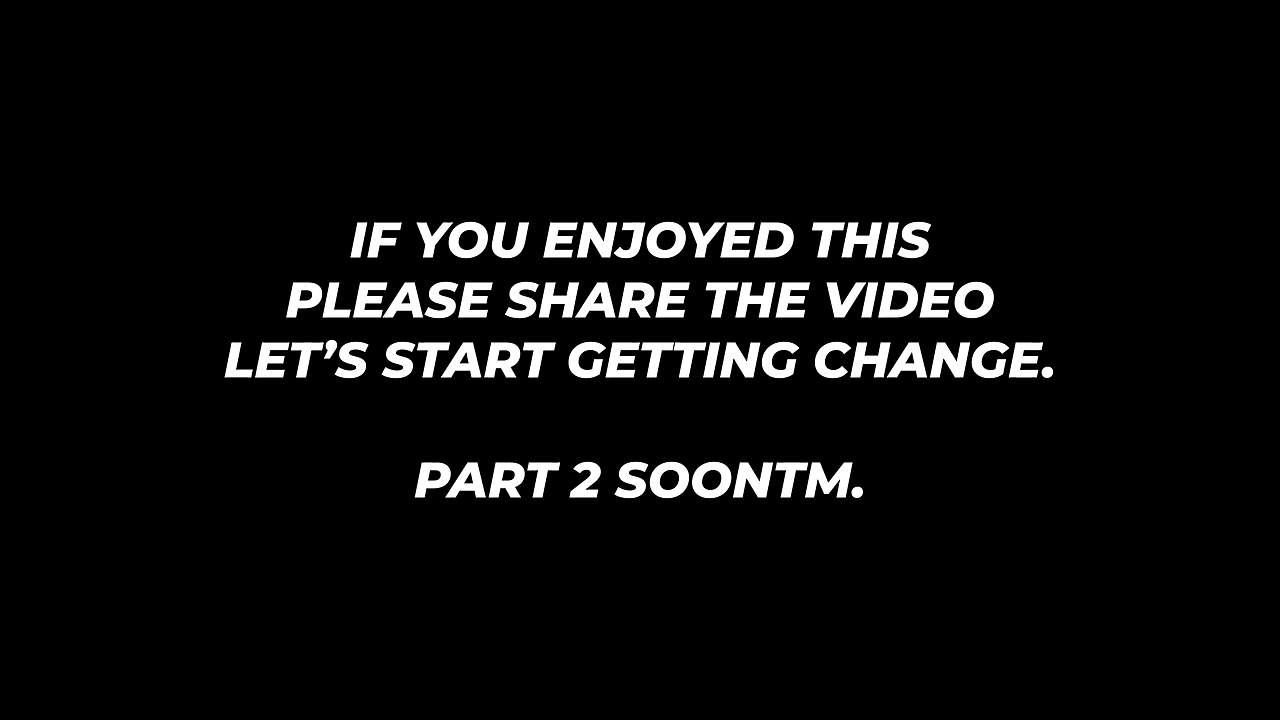 IF YOU ENJOYED THIS
PLEASE SHARE THE VIDEO
LET’S START GETTING CHANGE.
PART 2 SOONTM.